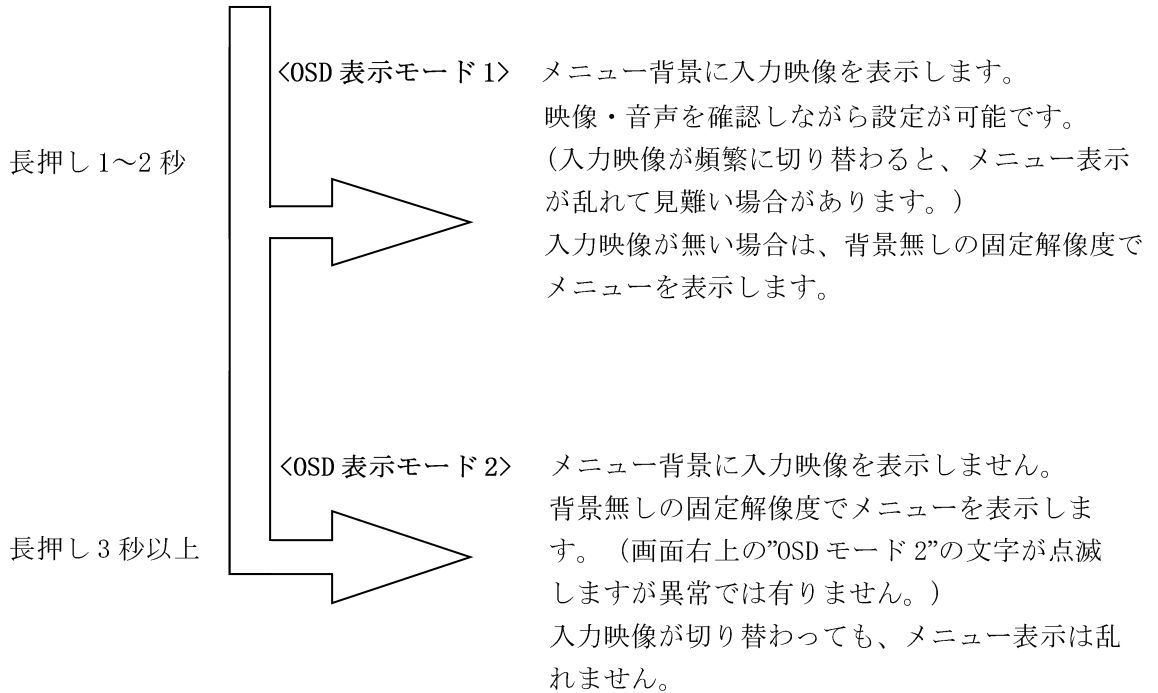 <OSD 表示モード 1> メニュー背景に入力映像を表示します。
映像・音声を確認しながら設定が可能です。
長押し 1～2 秒
(入力映像が頻繁に切り替わると、メニュー表示
が乱れて見難い場合があります。)
入力映像が無い場合は、背景無しの固定解像度で
メニューを表示します。
<OSD 表示モード 2> メニュー背景に入力映像を表示しません。
背景無しの固定解像度でメニューを表示しま
長押し 3 秒以上
す。(画面右上の"OSD モード 2"の文字が点滅
しますが異常では有りません。)
入力映像が切り替わっても、メニュー表示は乱
れません。